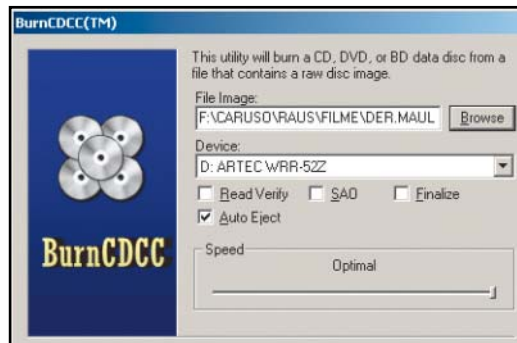 BurnCDCC(TM)
This utility will burn a CD, DVD, or BD data disc from a
file that contains a raw disc image.
File Image:
F:\CARUSO\RAUS\FILME\DER.MAUL
Browse
Device:
D: ARTEC WRR-52Z
Read Verify SAO Finalize
Auto Eject
BurnCDCC
Speed
Optimal